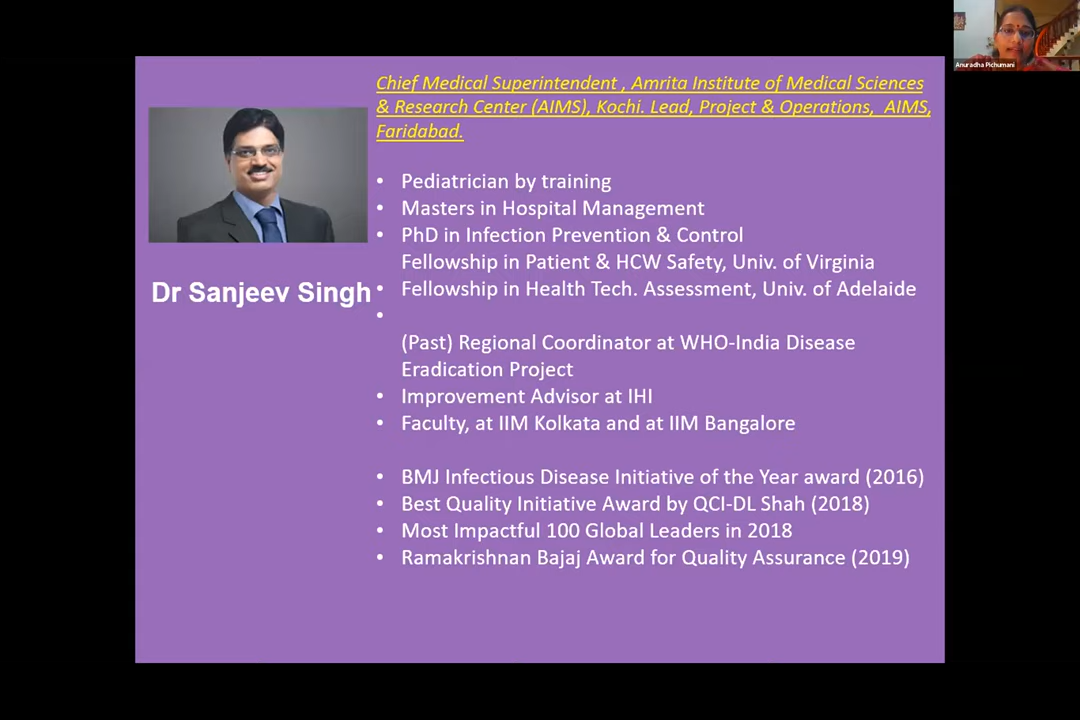 Anuradha Pichumani
Chief Medical Superintendent , Amrita Institute of Medical Sciences
& Research Center (AIMS), Kochi. Lead, Project & Operations, AIMS,
Faridabad.
• Pediatrician by training
• Masters in Hospital Management
• PhD in Infection Prevention & Control
Fellowship in Patient & HCW Safety, Univ. of Virginia
Dr Sanjeev Singh
• Fellowship in Health Tech. Assessment, Univ. of Adelaide
•
(Past) Regional Coordinator at WHO-India Disease
Eradication Project
• Improvement Advisor at IHI
• Faculty, at IIM Kolkata and at IIM Bangalore
• BMJ Infectious Disease Initiative of the Year award (2016)
• Best Quality Initiative Award by QCI-DL Shah (2018)
• Most Impactful 100 Global Leaders in 2018
• Ramakrishnan Bajaj Award for Quality Assurance (2019)